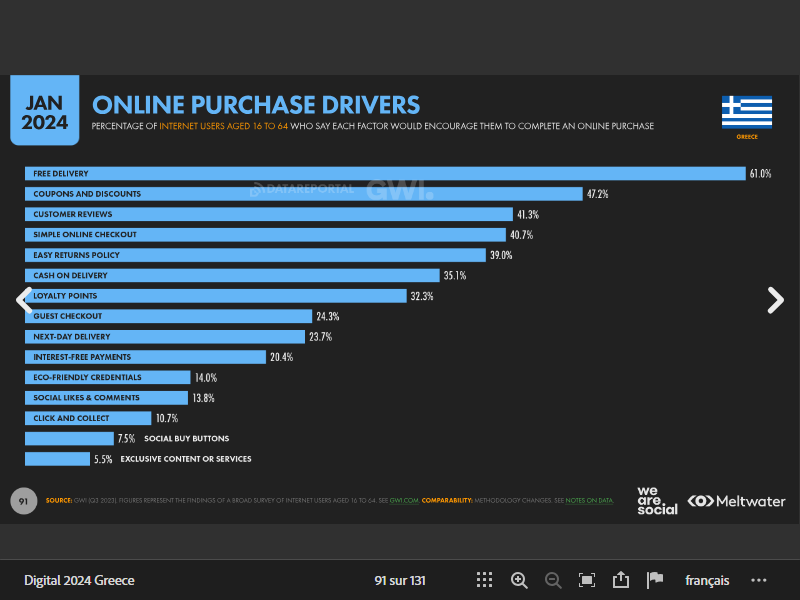 JAN
2024
ONLINE PURCHASE DRIVERS
PERCENTAGE OF INTERNET USERS AGED 16 TO 64 WHO SAY EACH FACTOR WOULD ENCOURAGE THEM TO COMPLETE AN ONLINE PURCHASE
GREECE
FREE DELIVERY 61.0%
DATAREPORTAL GWI.
COUPONS AND DISCOUNTS 47.2%
CUSTOMER REVIEWS 41.3%
SIMPLE ONLINE CHECKOUT 40.7%
EASY RETURNS POLICY 39.0%
CASH ON DELIVERY 35.1%
LOYALTY POINTS 32.3%
GUEST CHECKOUT 24.3%
NEXT-DAY DELIVERY 23.7%
INTEREST-FREE PAYMENTS 20.4%
ECO-FRIENDLY CREDENTIALS 14.0%
SOCIAL LIKES & COMMENTS 13.8%
CLICK AND COLLECT 10.7%
7.5% SOCIAL BUY BUTTONS
5.5% EXCLUSIVE CONTENT OR SERVICES
91
SOURCE: GWI (Q3 2023). FIGURES REPRESENT THE FINDINGS OF A BROAD SURVEY OF INTERNET USERS AGED 16 TO 64. SEE GWI.COM. COMPARABILITY: METHODOLOGY CHANGES. SEE NOTES ON DATA.
we
are.
social
Meltwater
Digital 2024 Greece
91 sur 131
français